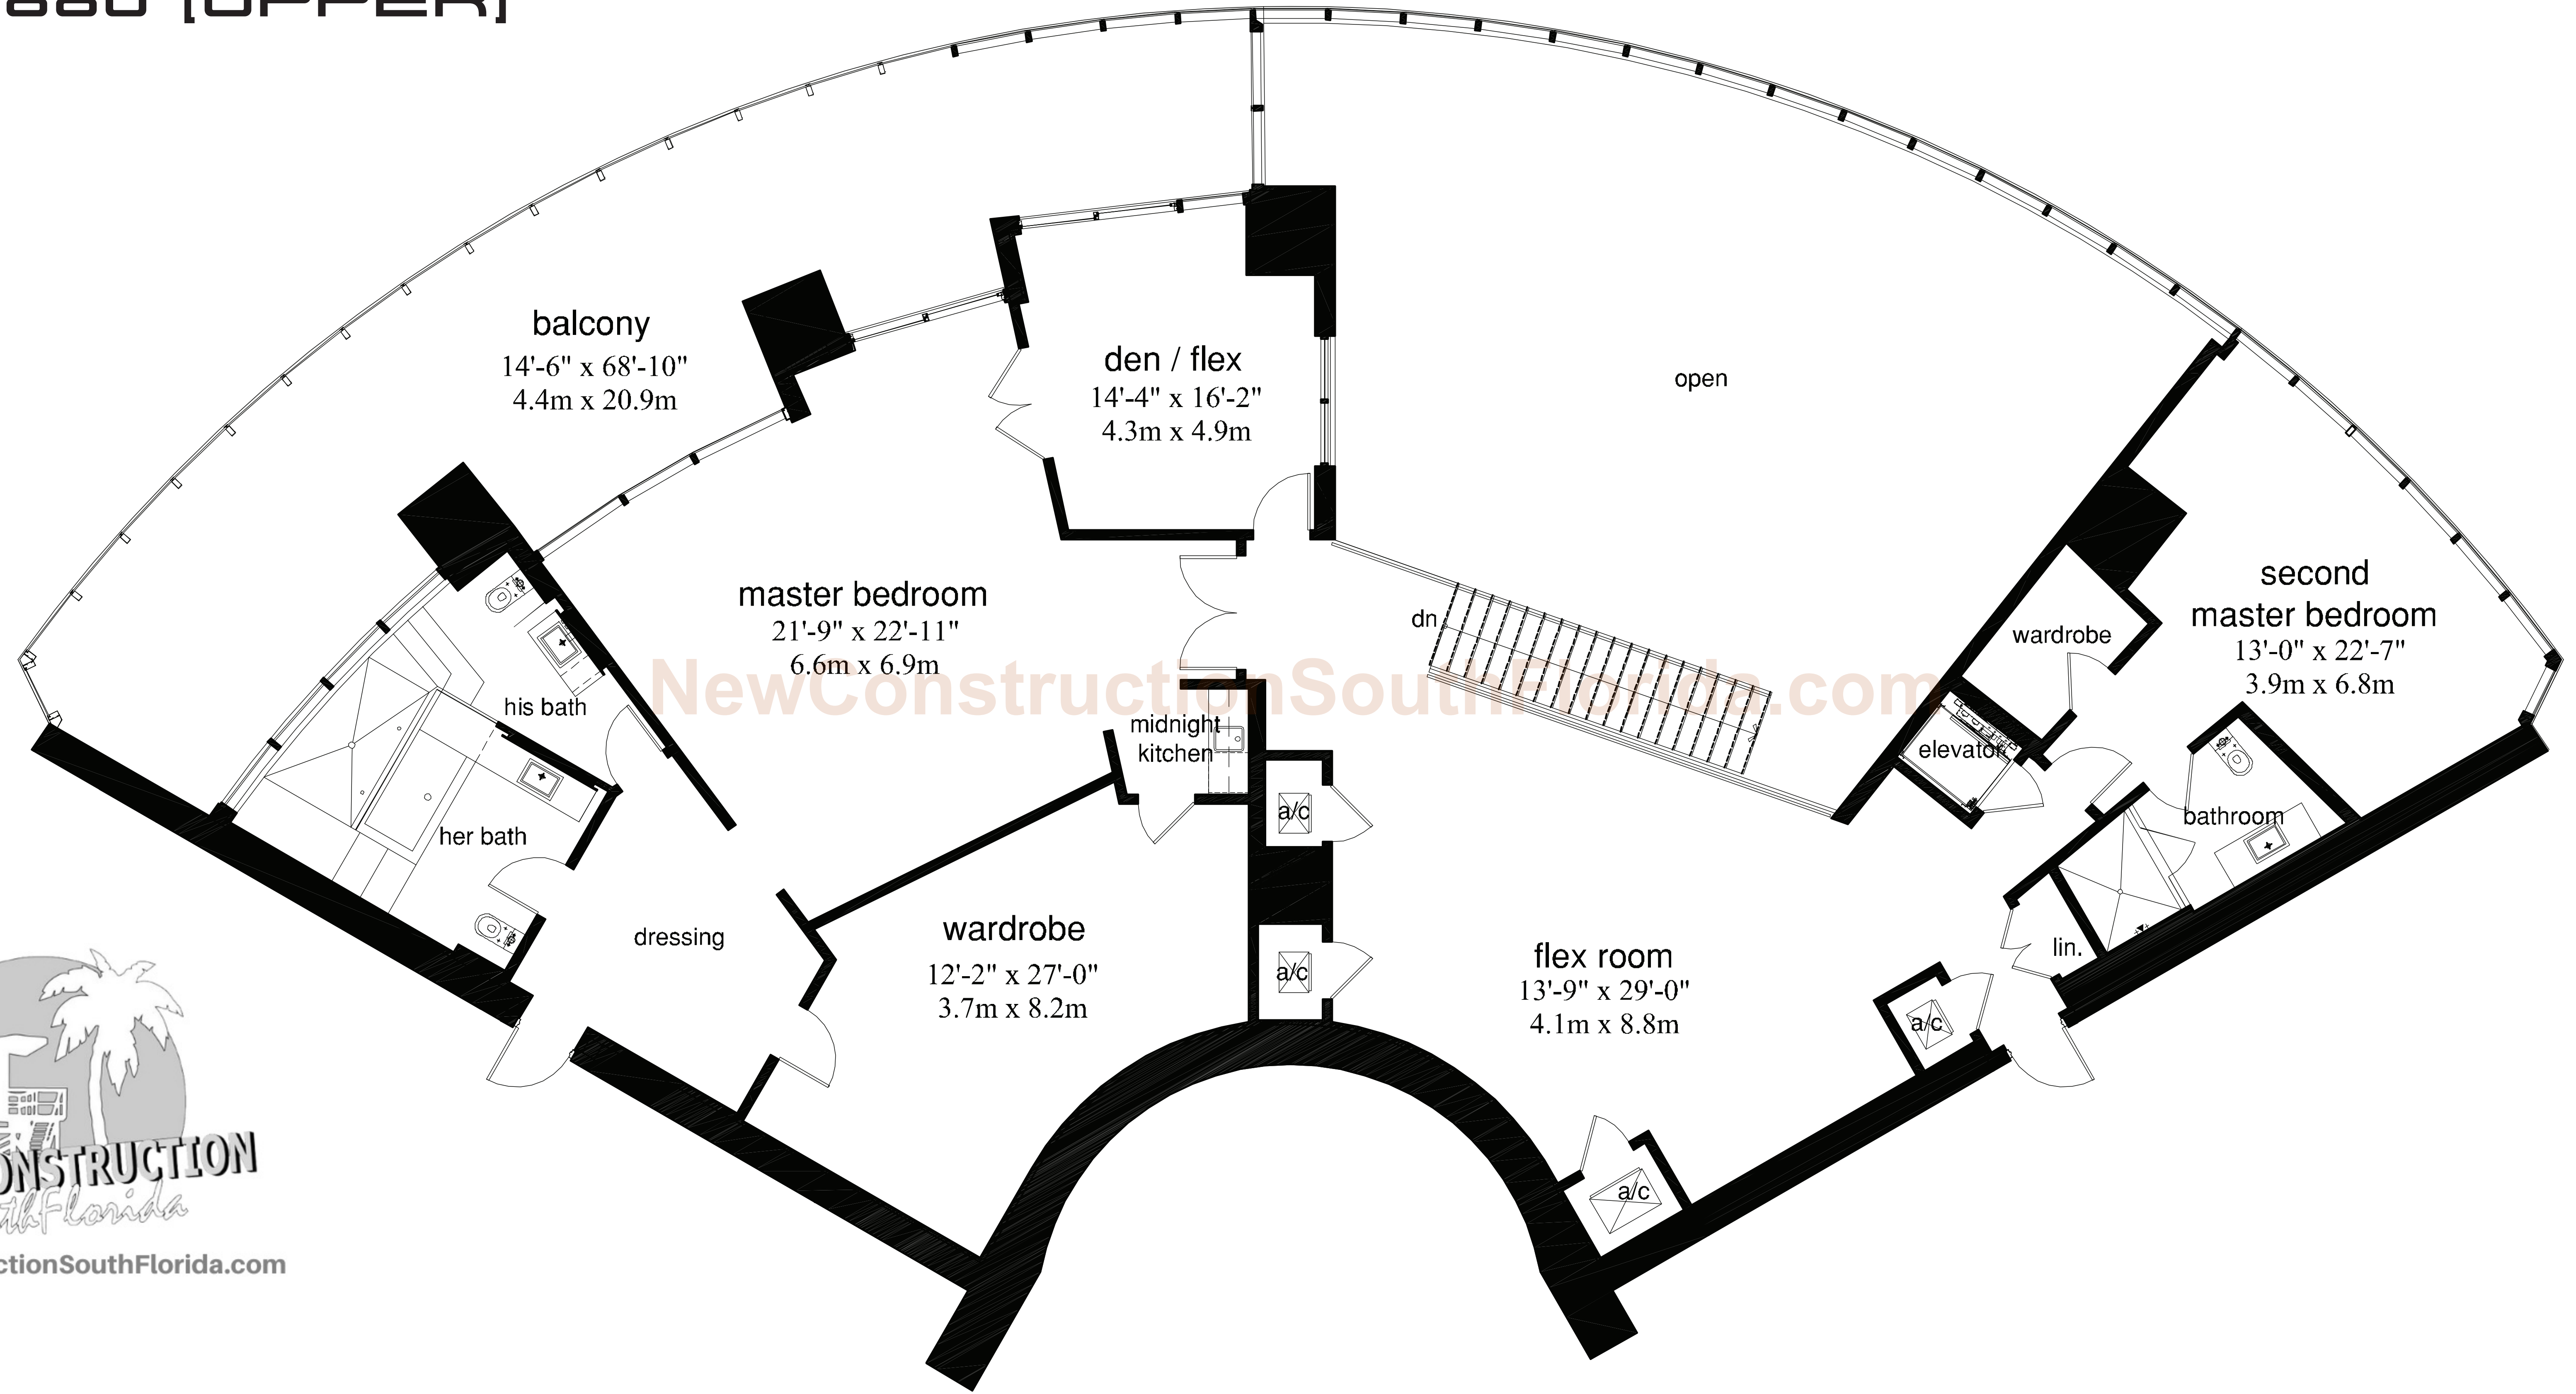 [UPPER]
balcony
14'-6" x 68'-10"
4.4m x 20.9m
den / flex
14'-4" x 16'-2"
4.3m x 4.9m
open
master bedroom
21'-9" x 22'-11"
6.6m x 6.9m
dn
second
master bedroom
13'-0" x 22'-7"
3.9m x 6.8m
wardrobe
NewConstructionSouthFlorida.com
his bath
midnight
kitchen
elevator
her bath
a/c
bathroom
dressing
wardrobe
12'-2" x 27'-0"
3.7m x 8.2m
a/c
flex room
13'-9" x 29'-0"
4.1m x 8.8m
lin.
a/c
a/c
ONSTRUCTION
thFlorida
ctionSouthFlorida.com